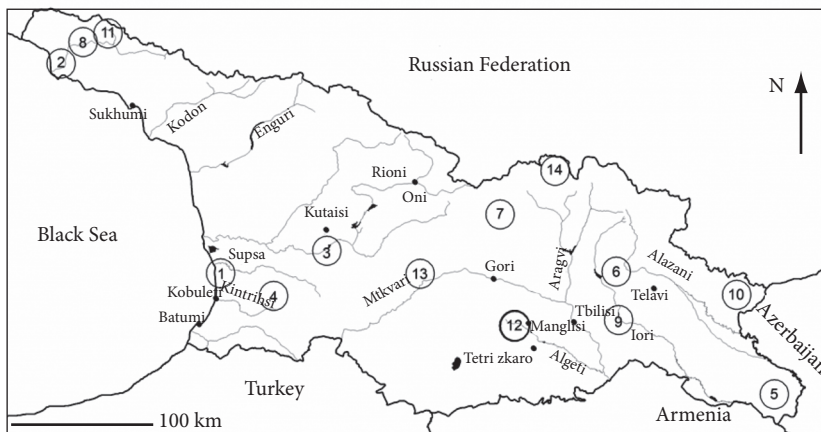 11
8
2
Russian Federation
N
Sukhumi
Kodon
Enguri
Rioni
Oni
14
7
Kutaisi
Black Sea
Supsa
3
Aragvi
Alazani
1
Kintrihsi
4
13
Mtkvari
Gori
6
Telavi
10
Kobuleti
Batumi
12
Manglisi
Tbilisi
9
Iori
Azerbaijan
Tetri zkaro
Algeti
Turkey
5
Armenia
100 km